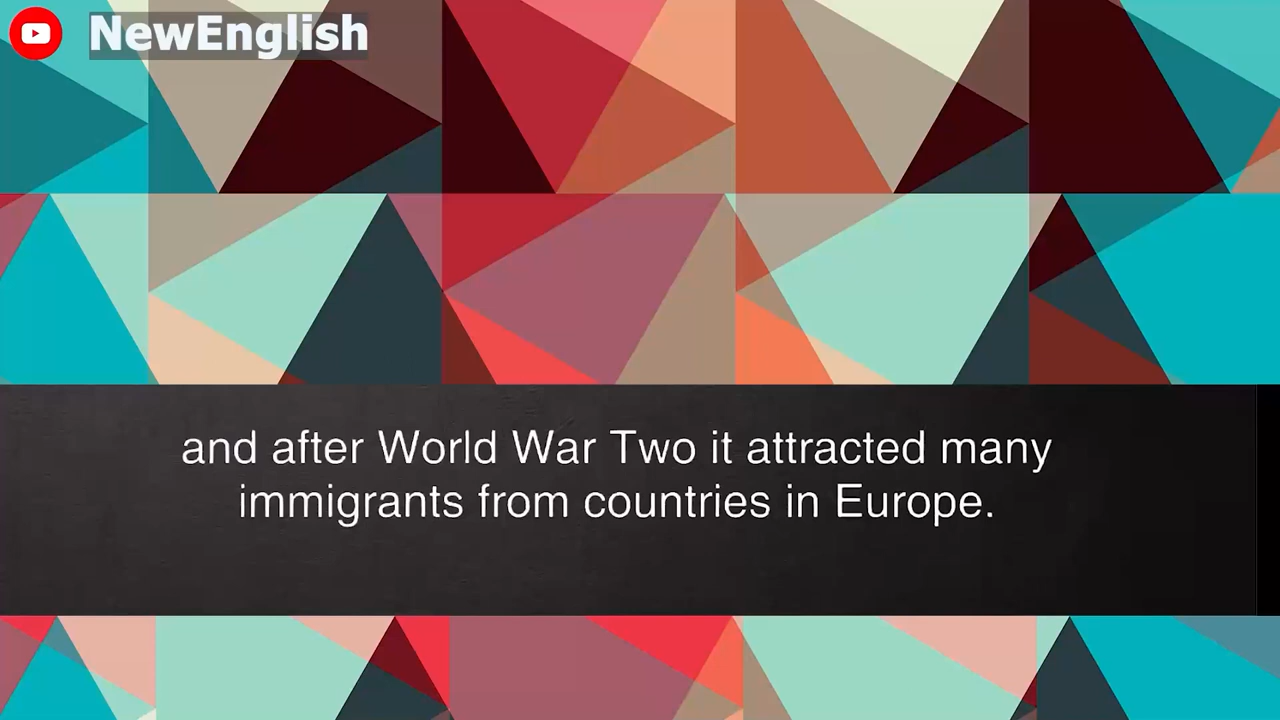 NewEnglish
and after World War Two it attracted many
immigrants from countries in Europe.